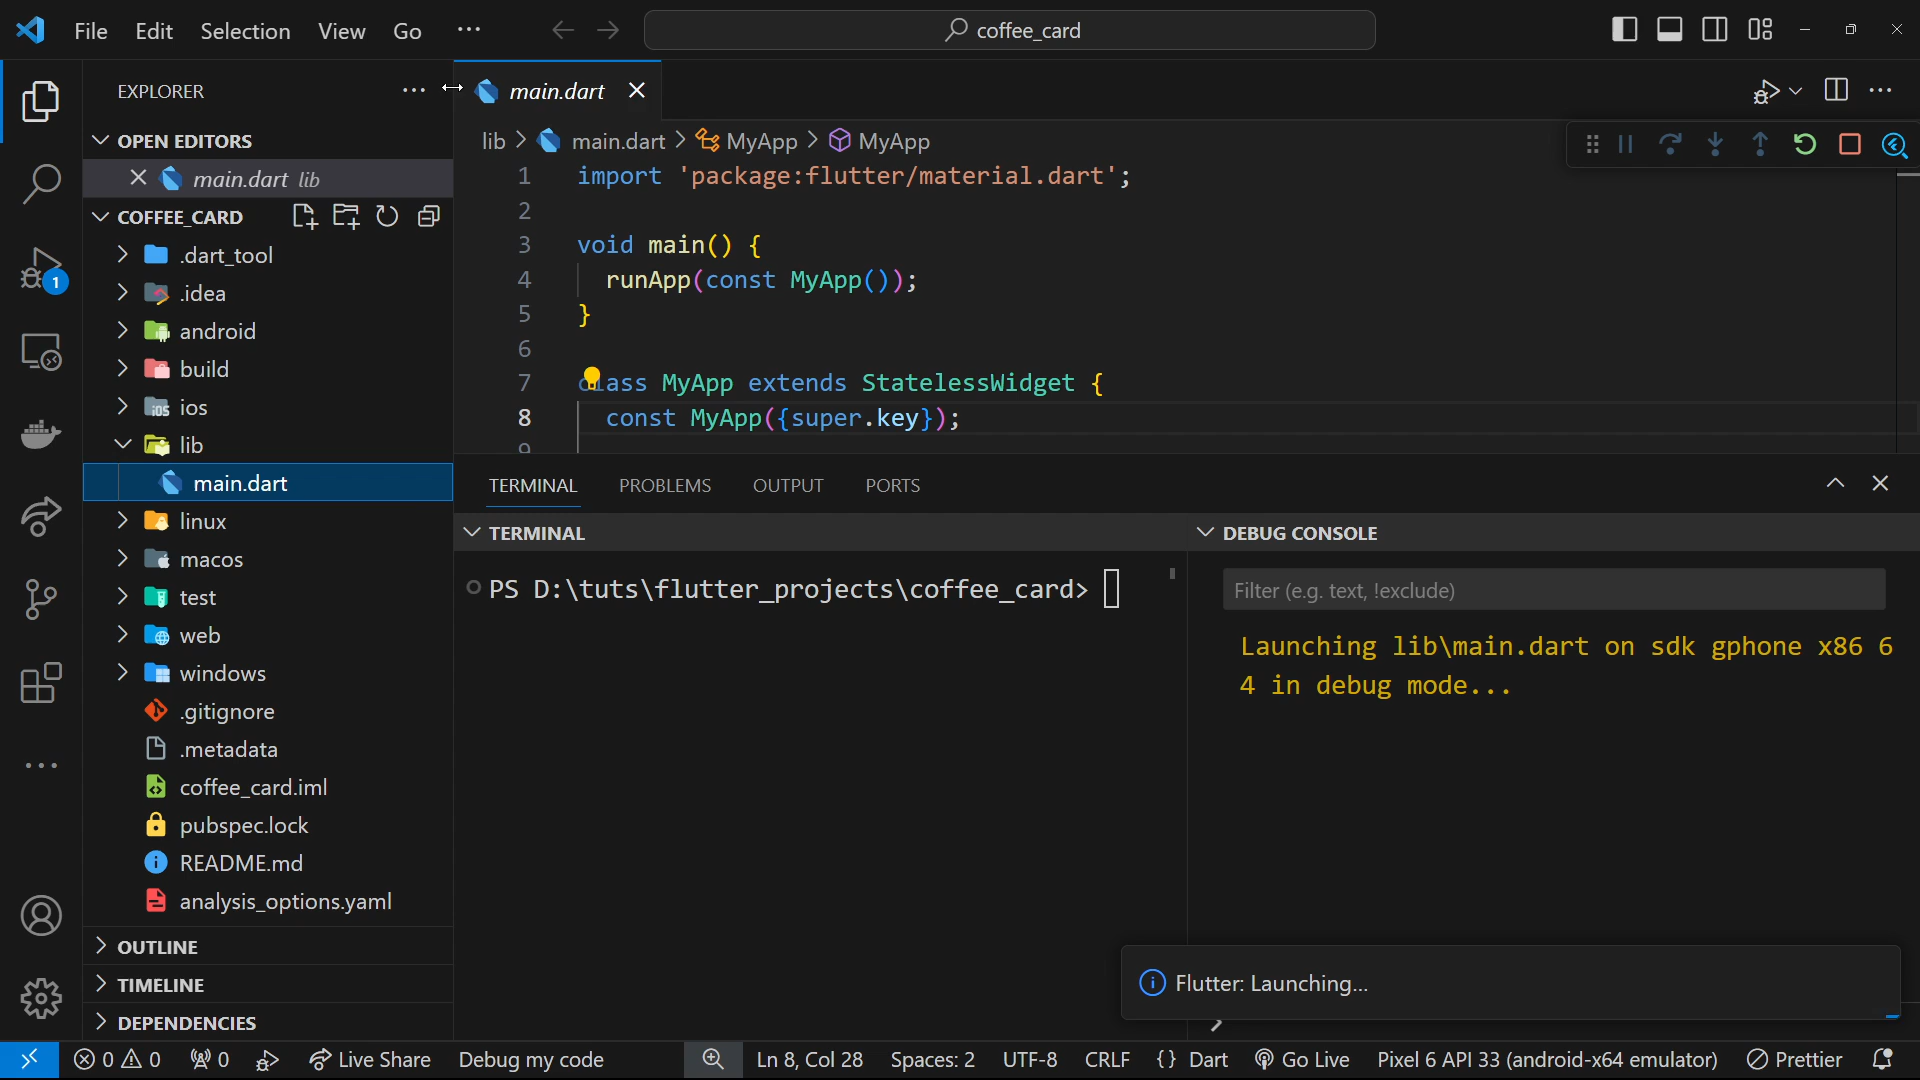 File Edit Selection View Go ··· coffee_card
EXPLORER ···
main.dart
OPEN EDITORS
main.dart lib
COFFEE_CARD
.dart_tool
.idea
android
build
ios
lib
main.dart
linux
macos
test
web
windows
.gitignore
.metadata
coffee_card.iml
pubspec.lock
README.md
analysis_options.yaml
OUTLINE
TIMELINE
DEPENDENCIES
lib > main.dart > MyApp > MyApp
1 import 'package:flutter/material.dart';
2
3 void main() {
4 runApp(const MyApp());
5 }
6
7 class MyApp extends StatelessWidget {
8 const MyApp({super.key});
9
TERMINAL PROBLEMS OUTPUT PORTS
TERMINAL
PS D:\tuts\flutter_projects\coffee_card>
DEBUG CONSOLE
Filter (e.g. text, !exclude)
Launching lib\main.dart on sdk gphone x86 6
4 in debug mode...
Flutter: Launching...
1
0 0 0 Live Share Debug my code Ln 8, Col 28 Spaces: 2 UTF-8 CRLF {} Dart Go Live Pixel 6 API 33 (android-x64 emulator) Prettier